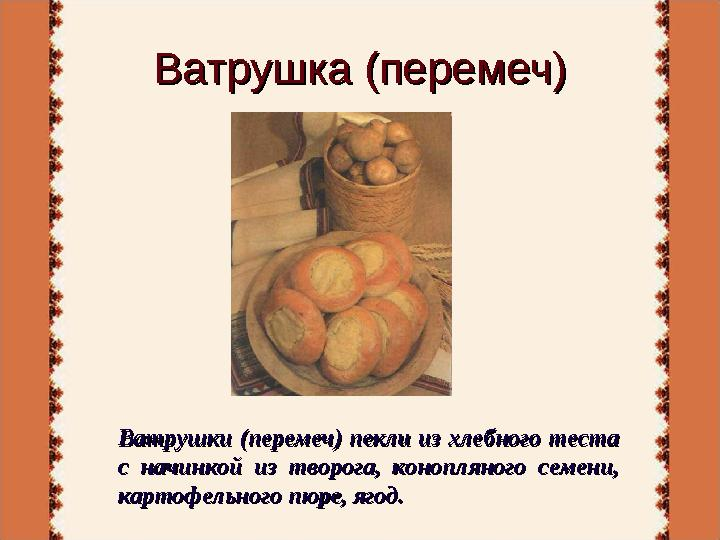 Ватрушка (перемеч)
Ватрушки (перемеч) пекли из хлебного теста
с начинкой из творога, конопляного семени,
картофельного пюре, ягод.